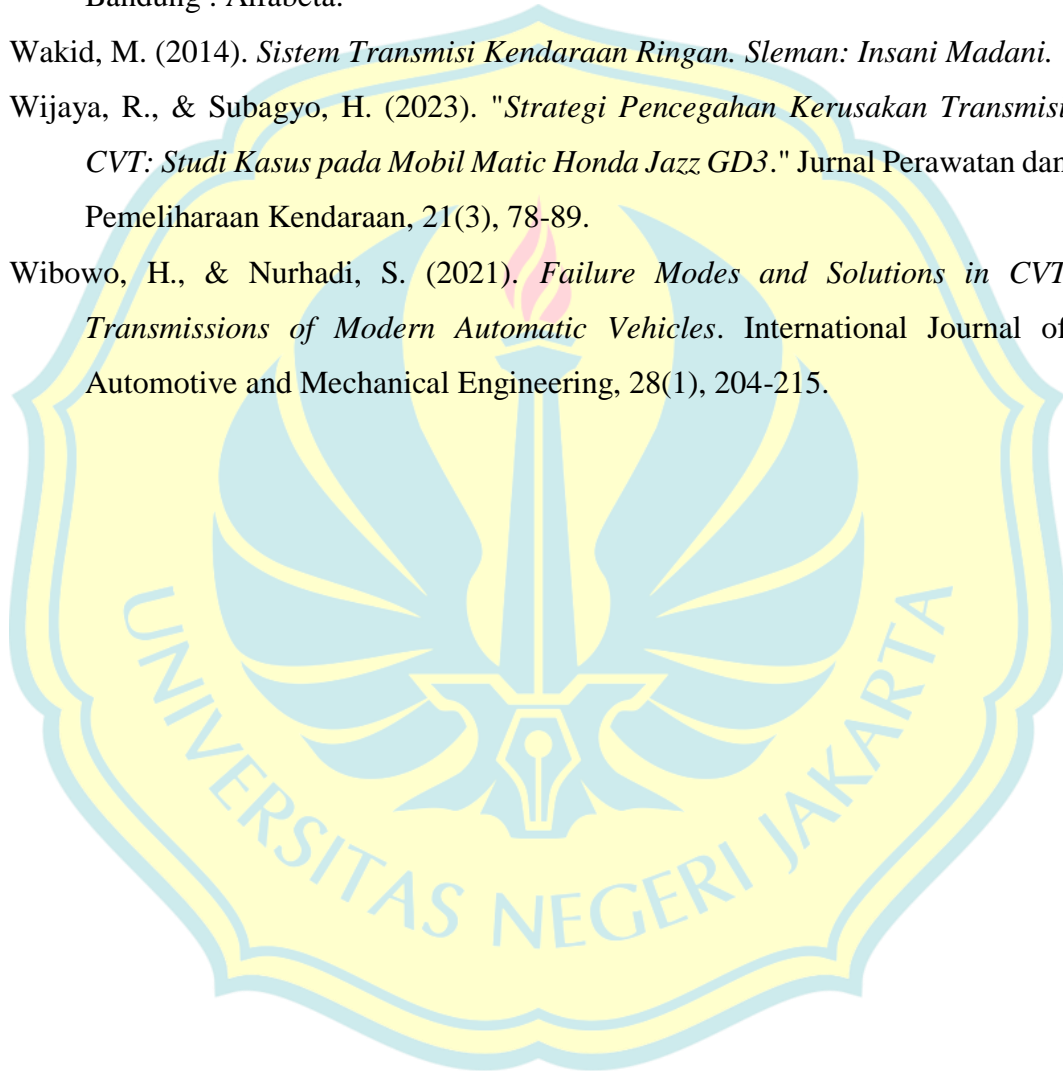 Bandung : Alfabeta.
Wakid, M. (2014). Sistem Transmisi Kendaraan Ringan. Sleman: Insani Madani.
Wijaya, R., & Subagyo, H. (2023). "Strategi Pencegahan Kerusakan Transmisi
CVT: Studi Kasus pada Mobil Matic Honda Jazz GD3." Jurnal Perawatan dan
Pemeliharaan Kendaraan, 21(3), 78-89.
Wibowo, H., & Nurhadi, S. (2021). Failure Modes and Solutions in CVT
Transmissions of Modern Automatic Vehicles. International Journal of
Automotive and Mechanical Engineering, 28(1), 204-215.
UNIVERSITAS NEGERI JAKARTA